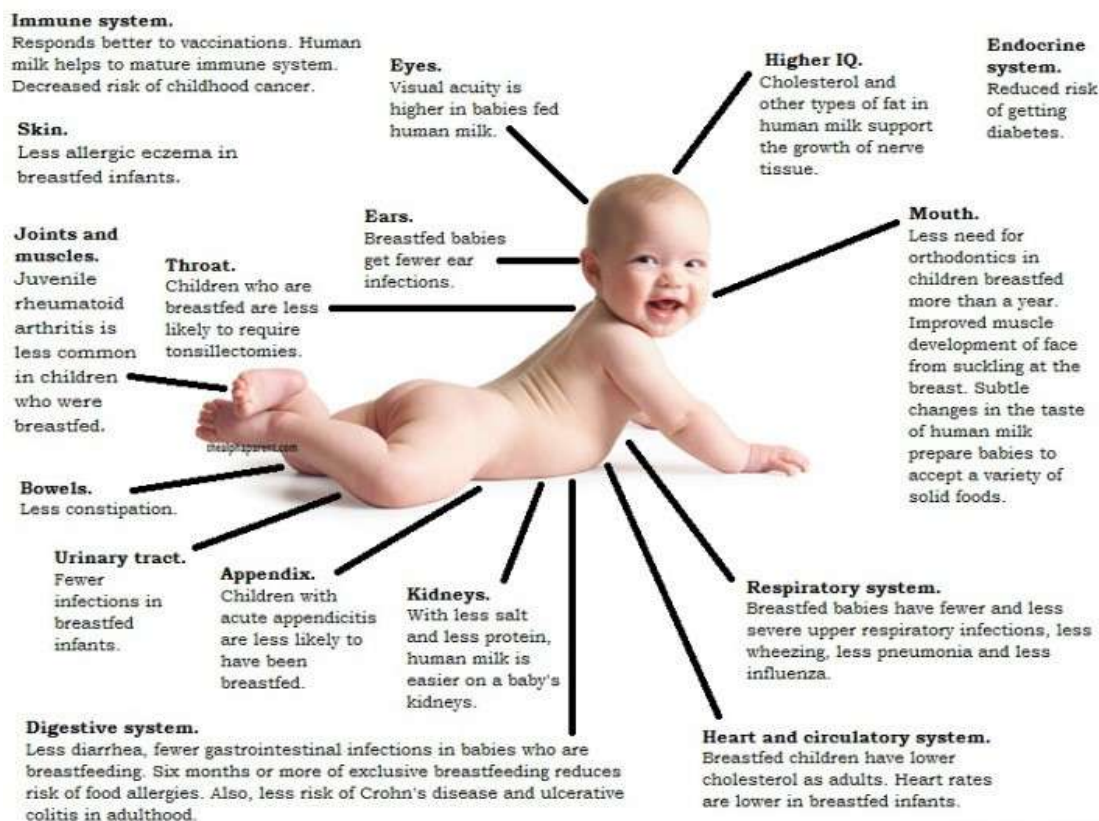 Immune system.
Responds better to vaccinations. Human
milk helps to mature immune system.
Decreased risk of childhood cancer.
Skin.
Less allergic eczema in
breastfed infants.
Eyes.
Visual acuity is
higher in babies fed
human milk.
Higher IQ.
Cholesterol and
other types of fat in
human milk support
the growth of nerve
tissue.
Endocrine
system.
Reduced risk
of getting
diabetes.
Joints and
muscles.
Juvenile
rheumatoid
arthritis is
less common
in children
who were
breastfed.
Throat.
Children who are
breastfed are less
likely to require
tonsillectomies.
Ears.
Breastfed babies
get fewer ear
infections.
Mouth.
Less need for
orthodontics in
children breastfed
more than a year.
Improved muscle
development of face
from suckling at the
breast. Subtle
changes in the taste
of human milk
prepare babies to
accept a variety of
solid foods.
thealphaparent.com
Bowels.
Less constipation.
Urinary tract.
Fewer
infections in
breastfed
infants.
Appendix.
Children with
acute appendicitis
are less likely to
have been
breastfed.
Kidneys.
With less salt
and less protein,
human milk is
easier on a baby's
kidneys.
Respiratory system.
Breastfed babies have fewer and less
severe upper respiratory infections, less
wheezing, less pneumonia and less
influenza.
Digestive system.
Less diarrhea, fewer gastrointestinal infections in babies who are
breastfeeding. Six months or more of exclusive breastfeeding reduces
risk of food allergies. Also, less risk of Crohn's disease and ulcerative
colitis in adulthood.
Heart and circulatory system.
Breastfed children have lower
cholesterol as adults. Heart rates
are lower in breastfed infants.